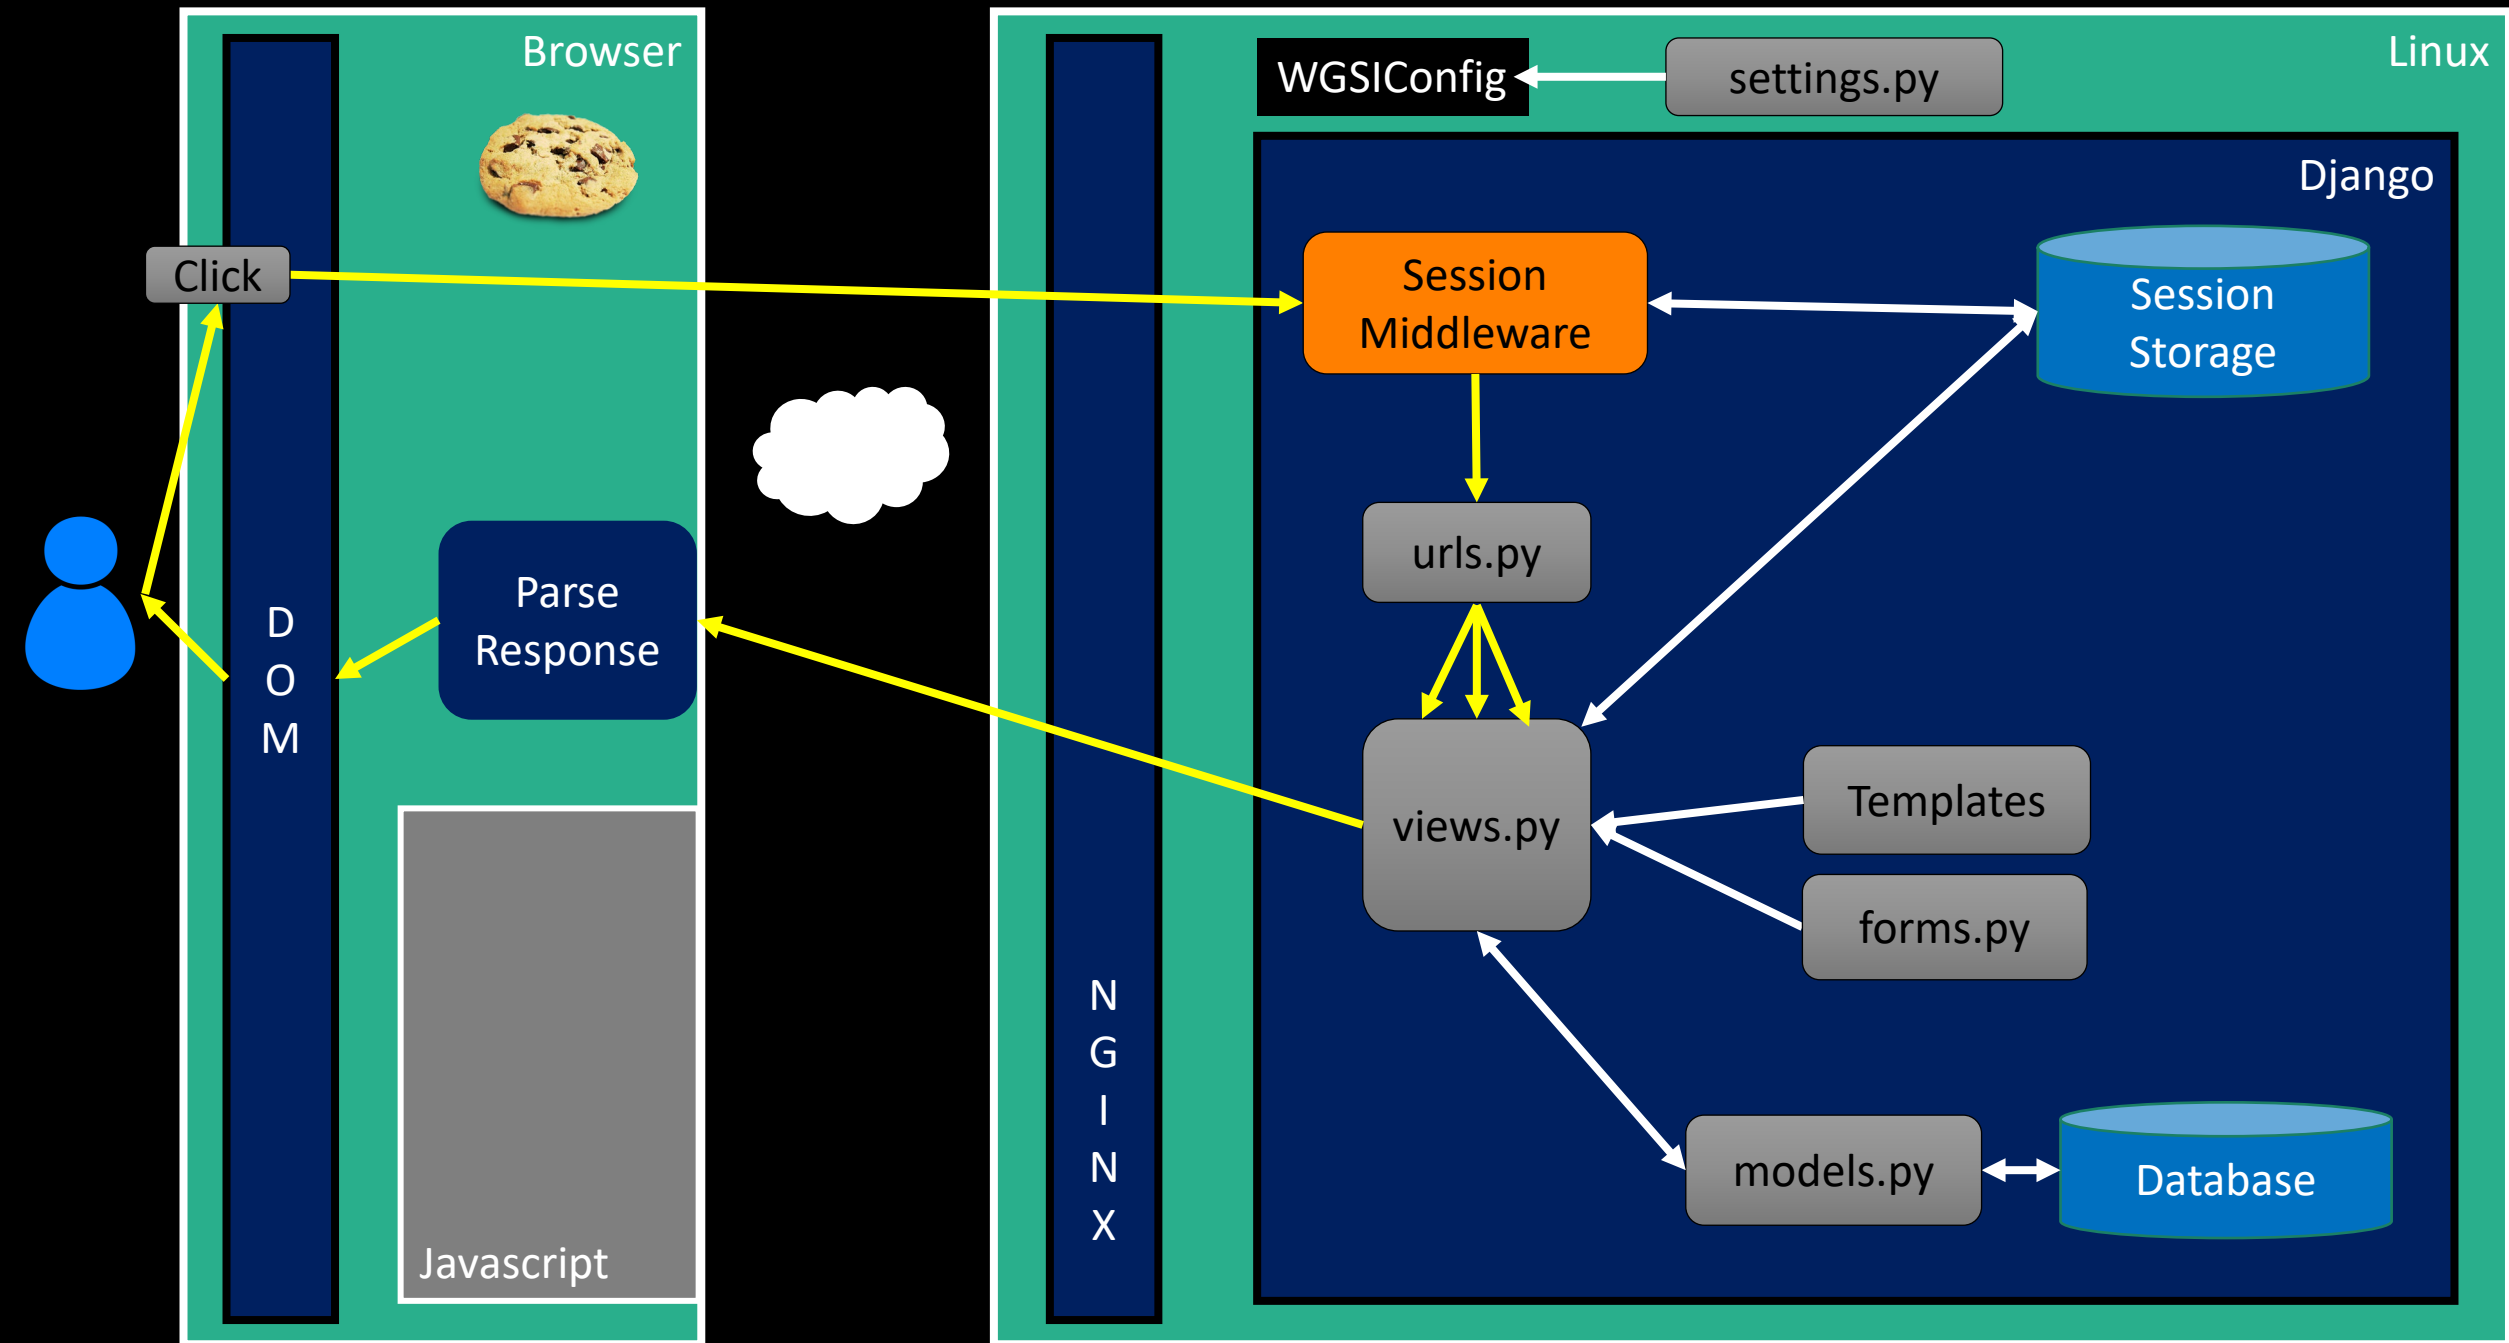 Browser
Linux
WGSIConfig
settings.py
Django
Click
Session
Middleware
Session
Storage
urls.py
Parse
Response
D
O
M
views.py
Templates
forms.py
N
G
I
N
X
models.py
Database
Javascript